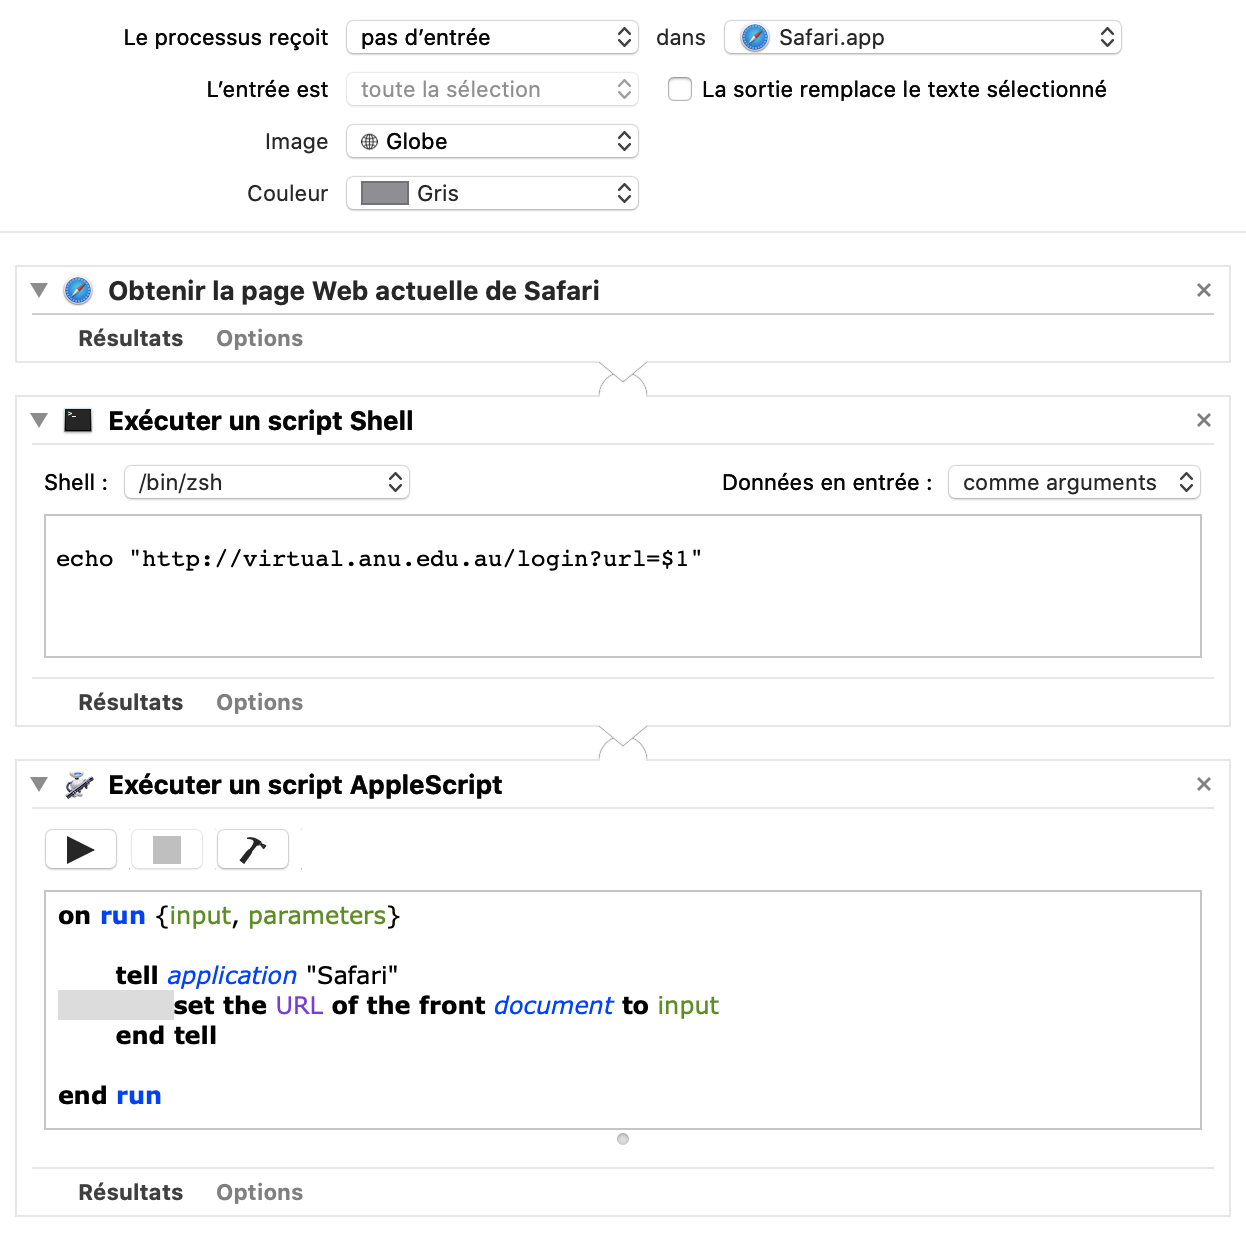 Le processus reçoit pas d’entrée dans Safari.app
L’entrée est toute la sélection La sortie remplace le texte sélectionné
Image Globe
Couleur Gris
Obtenir la page Web actuelle de Safari
Résultats Options
Exécuter un script Shell
Shell : /bin/zsh Données en entrée : comme arguments
echo "http://virtual.anu.edu.au/login?url=$1"
Résultats Options
Exécuter un script AppleScript
on run {input, parameters}
tell application "Safari"
set the URL of the front document to input
end tell
end run
Résultats Options